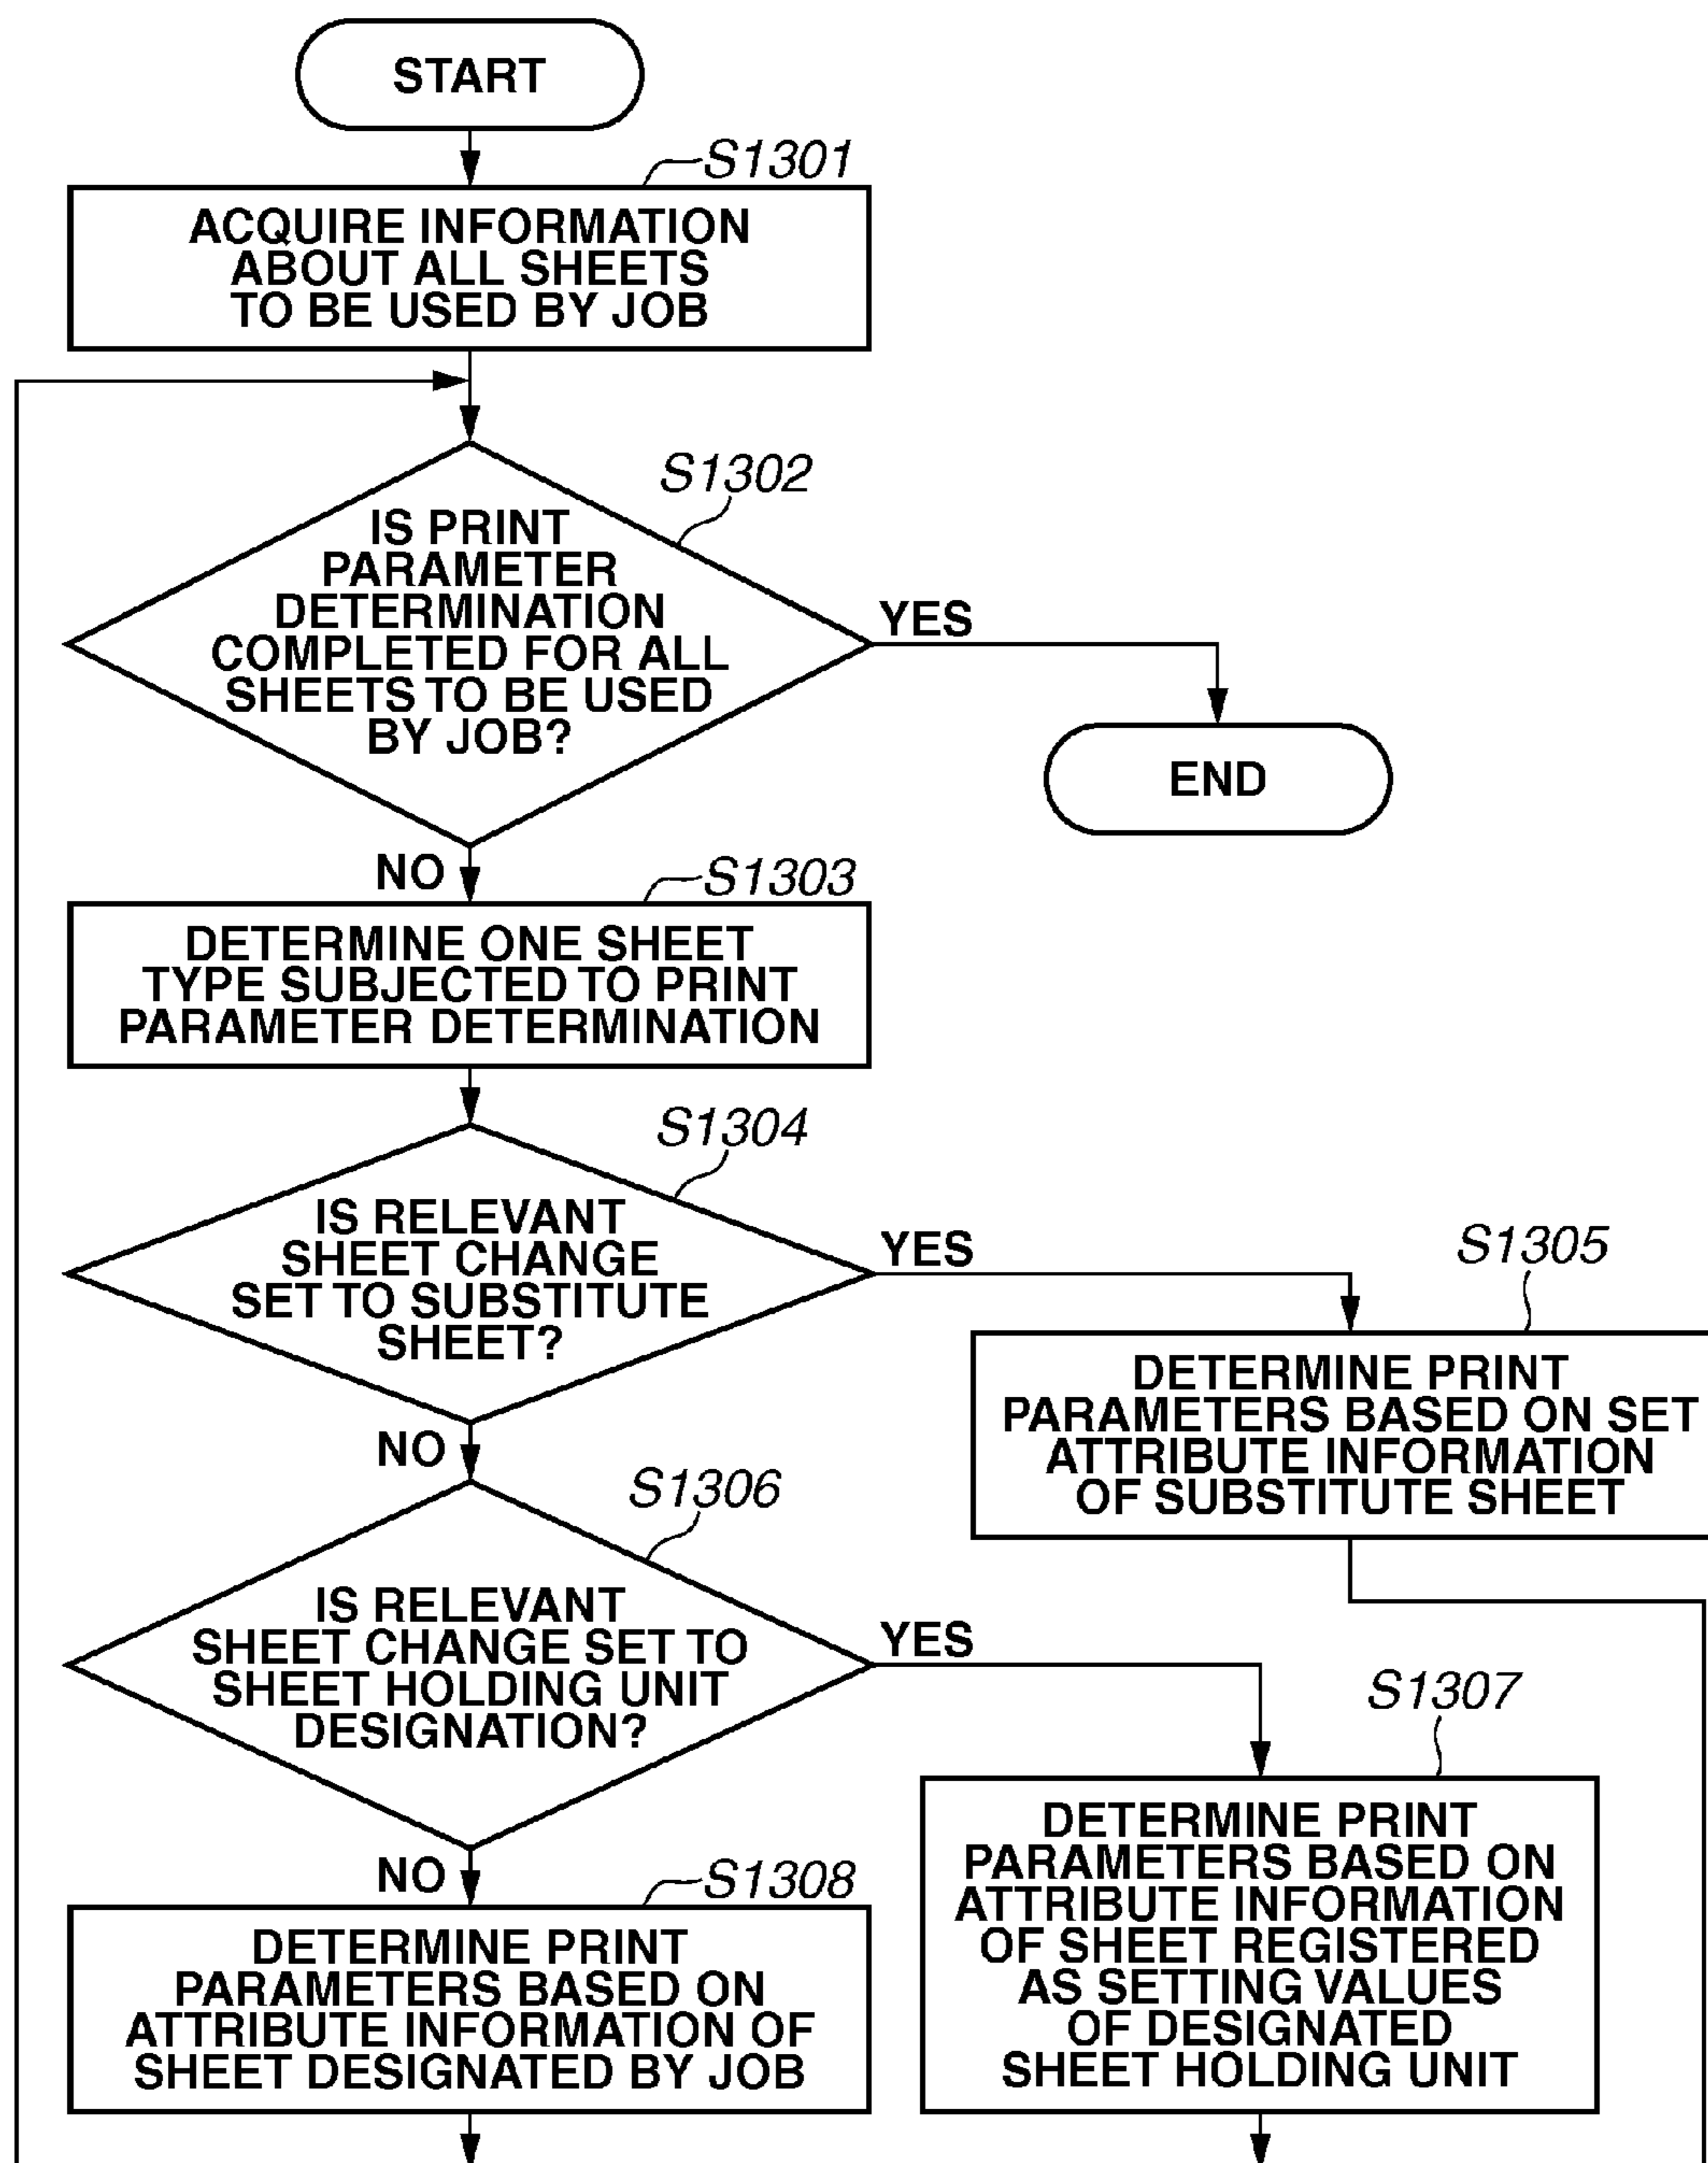 START
S1301
ACQUIRE INFORMATION
ABOUT ALL SHEETS
TO BE USED BY JOB
S1302
IS PRINT
PARAMETER
DETERMINATION
COMPLETED FOR ALL
SHEETS TO BE USED
BY JOB?
YES
END
NO
S1303
DETERMINE ONE SHEET
TYPE SUBJECTED TO PRINT
PARAMETER DETERMINATION
S1304
IS RELEVANT
SHEET CHANGE
SET TO SUBSTITUTE
SHEET?
YES
S1305
DETERMINE PRINT
PARAMETERS BASED ON SET
ATTRIBUTE INFORMATION
OF SUBSTITUTE SHEET
NO
S1306
IS RELEVANT
SHEET CHANGE SET TO
SHEET HOLDING UNIT
DESIGNATION?
YES
S1307
DETERMINE PRINT
PARAMETERS BASED ON
ATTRIBUTE INFORMATION
OF SHEET REGISTERED
AS SETTING VALUES
OF DESIGNATED
SHEET HOLDING UNIT
NO
S1308
DETERMINE PRINT
PARAMETERS BASED ON
ATTRIBUTE INFORMATION OF
SHEET DESIGNATED BY JOB